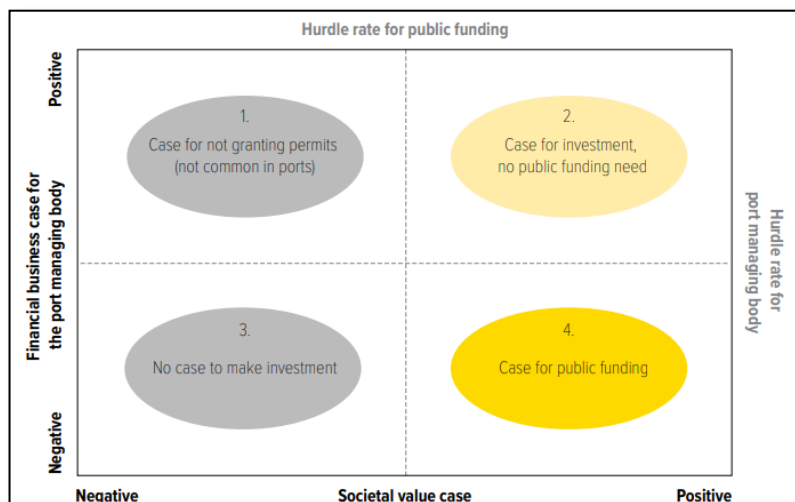 Hurdle rate for public funding
Positive
Financial business case for
the port managing body
Negative
1.
Case for not granting permits
(not common in ports)
2.
Case for investment,
no public funding need
3.
No case to make investment
4.
Case for public funding
Hurdle rate for
port managing body
Negative
Societal value case
Positive